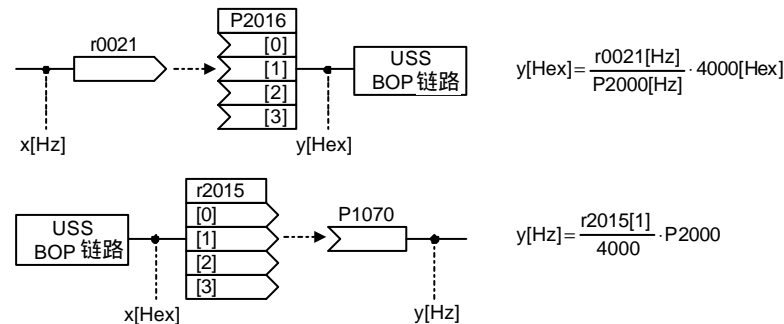 P2016
r0021
[0]
[1]
[2]
[3]
USS
BOP 链路
x[Hz]
y[Hex]
y[Hex]=r0021[Hz]/P2000[Hz]·4000[Hex]
r2015
P1070
[0]
[1]
[2]
[3]
USS
BOP 链路
x[Hex]
y[Hz]
y[Hz]=r2015[1]/4000·P2000